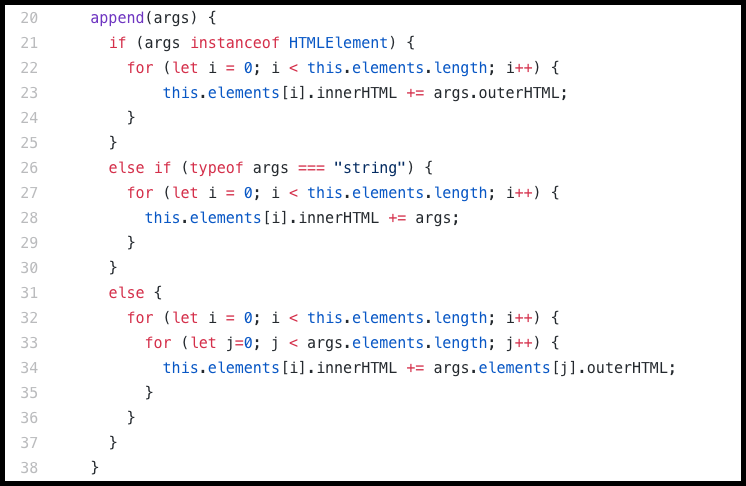 20 append(args) {
21 if (args instanceof HTMLElement) {
22 for (let i = 0; i < this.elements.length; i++) {
23 this.elements[i].innerHTML += args.outerHTML;
24 }
25 }
26 else if (typeof args === "string") {
27 for (let i = 0; i < this.elements.length; i++) {
28 this.elements[i].innerHTML += args;
29 }
30 }
31 else {
32 for (let i = 0; i < this.elements.length; i++) {
33 for (let j=0; j < args.elements.length; j++) {
34 this.elements[i].innerHTML += args.elements[j].outerHTML;
35 }
36 }
37 }
38 }